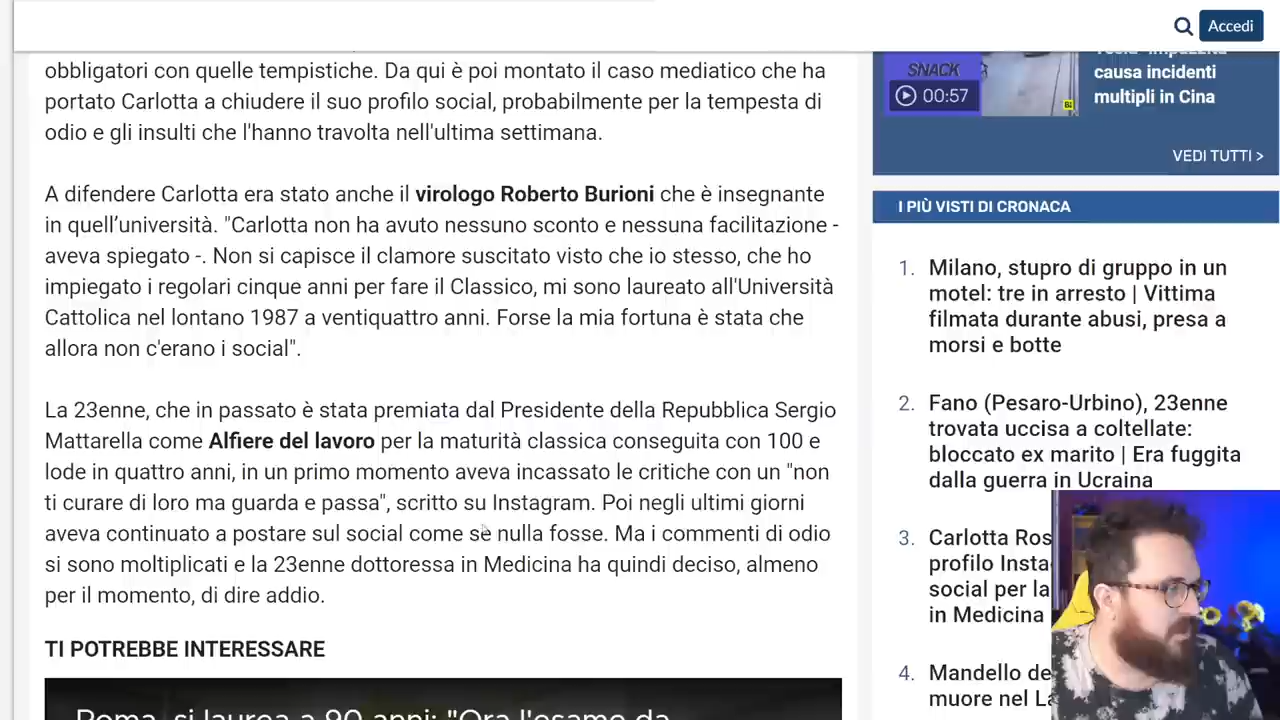 Accedi
obbligatori con quelle tempistiche. Da qui è poi montato il caso mediatico che ha
portato Carlotta a chiudere il suo profilo social, probabilmente per la tempesta di
odio e gli insulti che l'hanno travolta nell'ultima settimana.
A difendere Carlotta era stato anche il virologo Roberto Burioni che è insegnante
in quell’università. "Carlotta non ha avuto nessuno sconto e nessuna facilitazione -
aveva spiegato -. Non si capisce il clamore suscitato visto che io stesso, che ho
impiegato i regolari cinque anni per fare il Classico, mi sono laureato all'Università
Cattolica nel lontano 1987 a ventiquattro anni. Forse la mia fortuna è stata che
allora non c'erano i social".
La 23enne, che in passato è stata premiata dal Presidente della Repubblica Sergio
Mattarella come Alfiere del lavoro per la maturità classica conseguita con 100 e
lode in quattro anni, in un primo momento aveva incassato le critiche con un "non
ti curare di loro ma guarda e passa", scritto su Instagram. Poi negli ultimi giorni
aveva continuato a postare sul social come se nulla fosse. Ma i commenti di odio
si sono moltiplicati e la 23enne dottoressa in Medicina ha quindi deciso, almeno
per il momento, di dire addio.
TI POTREBBE INTERESSARE
Roma, si laurea a 90 anni: "Ora l'esame da
SNACK
00:57
causa incidenti
multipli in Cina
VEDI TUTTI >
I PIÙ VISTI DI CRONACA
1. Milano, stupro di gruppo in un
motel: tre in arresto | Vittima
filmata durante abusi, presa a
morsi e botte
2. Fano (Pesaro-Urbino), 23enne
trovata uccisa a coltellate:
bloccato ex marito | Era fuggita
dalla guerra in Ucraina
3. Carlotta Ros
profilo Insta
social per la
in Medicina
4. Mandello de
muore nel La